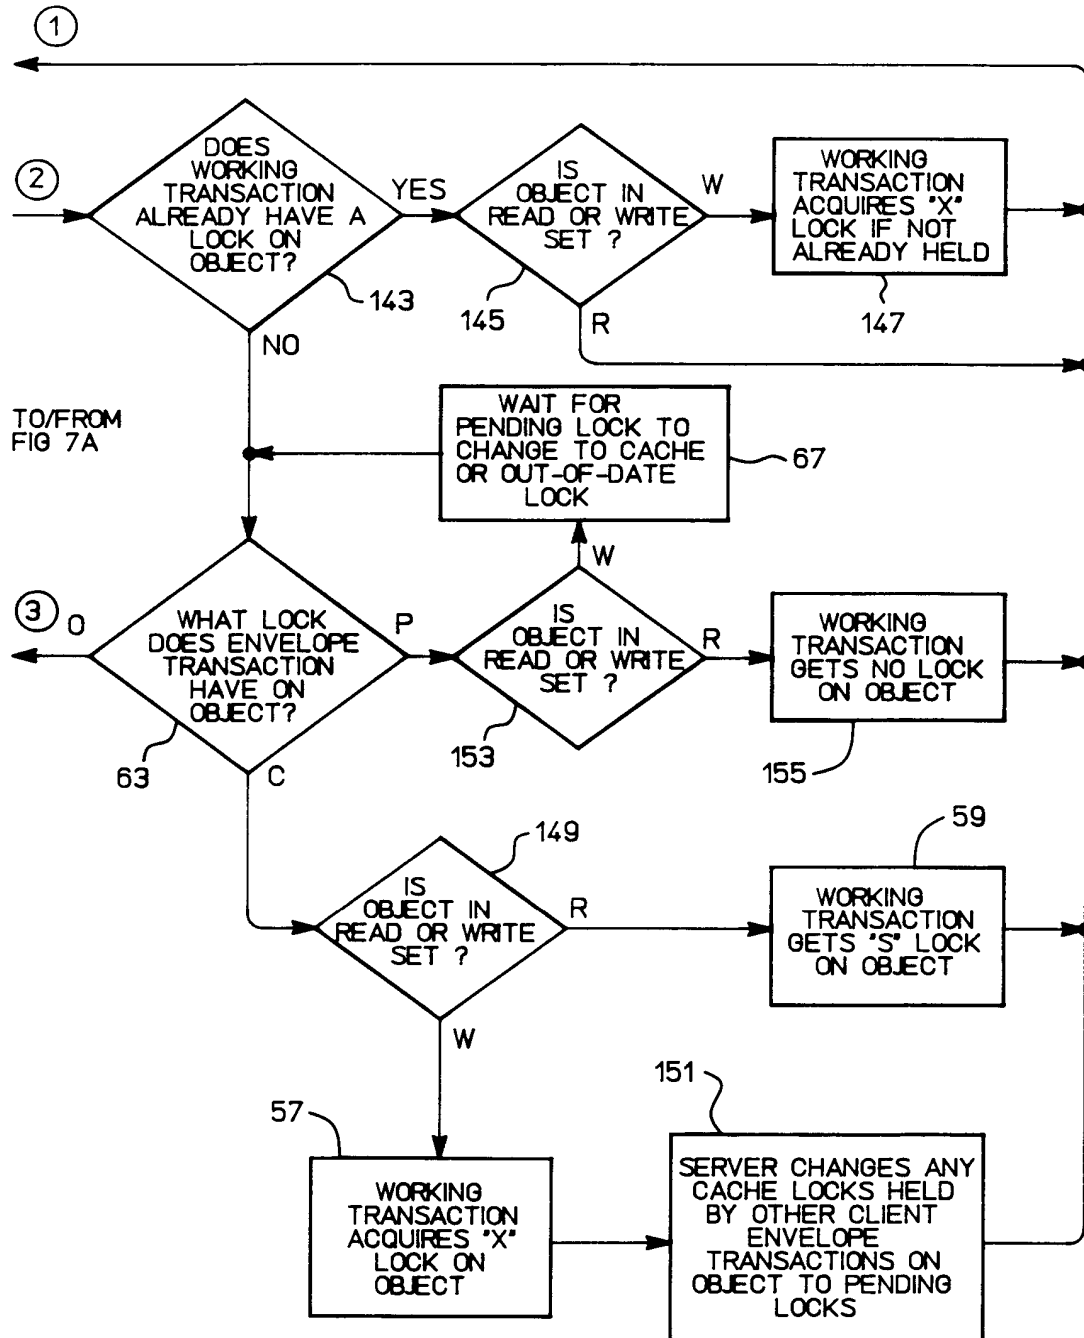 1
2
DOES
WORKING
TRANSACTION
ALREADY HAVE A
LOCK ON
OBJECT?
YES
143
NO
IS
OBJECT IN
READ OR WRITE
SET ?
W
145
R
WORKING
TRANSACTION
ACQUIRES "X"
LOCK IF NOT
ALREADY HELD
147
TO/FROM
FIG 7A
WAIT FOR
PENDING LOCK TO
CHANGE TO CACHE
OR OUT-OF-DATE
LOCK
67
W
3
O
WHAT LOCK
DOES ENVELOPE
TRANSACTION
HAVE ON
OBJECT?
P
63
C
IS
OBJECT IN
READ OR WRITE
SET ?
R
153
WORKING
TRANSACTION
GETS NO LOCK
ON OBJECT
155
149
IS
OBJECT IN
READ OR WRITE
SET ?
R
W
59
WORKING
TRANSACTION
GETS "S" LOCK
ON OBJECT
57
WORKING
TRANSACTION
ACQUIRES "X"
LOCK ON
OBJECT
151
SERVER CHANGES ANY
CACHE LOCKS HELD
BY OTHER CLIENT
ENVELOPE
TRANSACTIONS ON
OBJECT TO PENDING
LOCKS